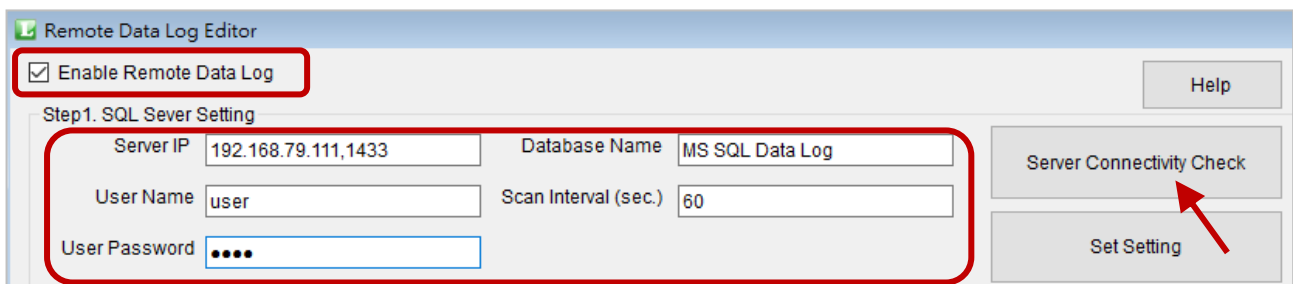 Remote Data Log Editor
Enable Remote Data Log
Help
Step1. SQL Sever Setting
Server IP 192.168.79.111,1433 Database Name MS SQL Data Log
Server Connectivity Check
User Name user Scan Interval (sec.) 60
User Password ●●●●
Set Setting